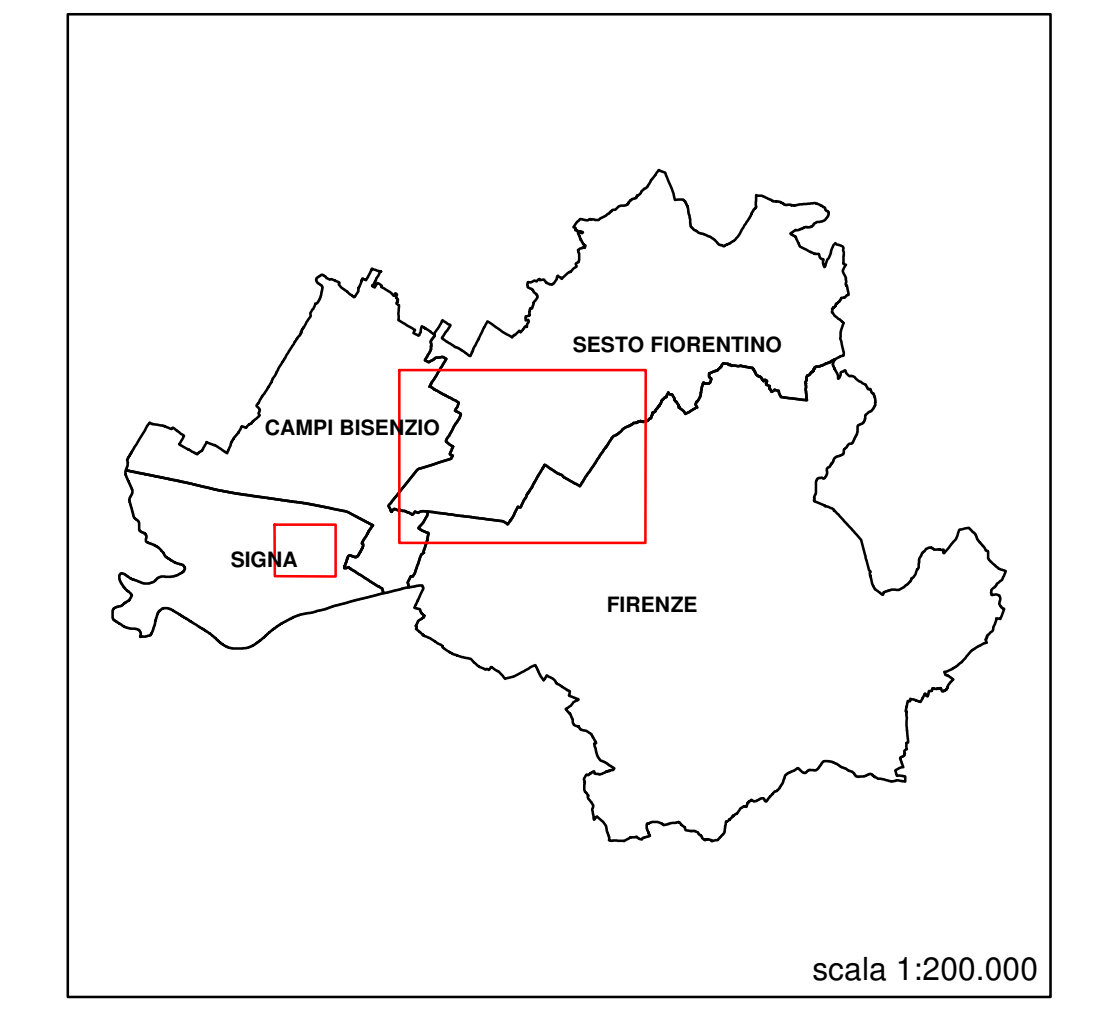 SESTO FIORENTINO
CAMPI BISENZIO
SIGNA
FIRENZE
scala 1:200.000